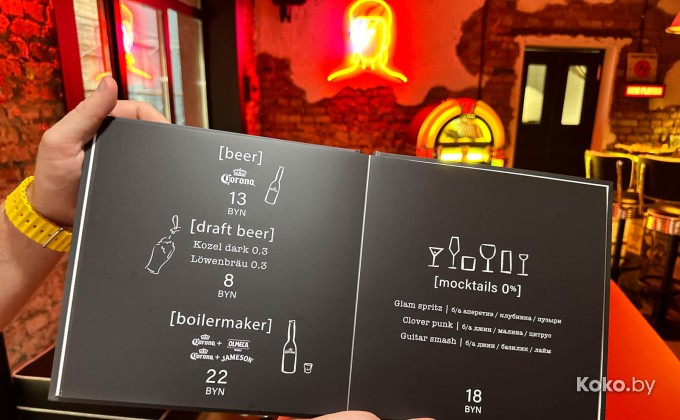 [beer]
Corona
13
BYN
[draft beer]
Kozel dark 0.3
Löwenbräu 0.3
8
BYN
[boilermaker]
Corona + OLMECA
Corona + JAMESON
22
BYN
[mocktails 0%]
Glam spritz | б/а аперетив / клубника / пузыри
Clover punk | б/а джин / малина / цитрус
Guitar smash | б/а джин / базилик / лайм
18
BYN
Koko.by